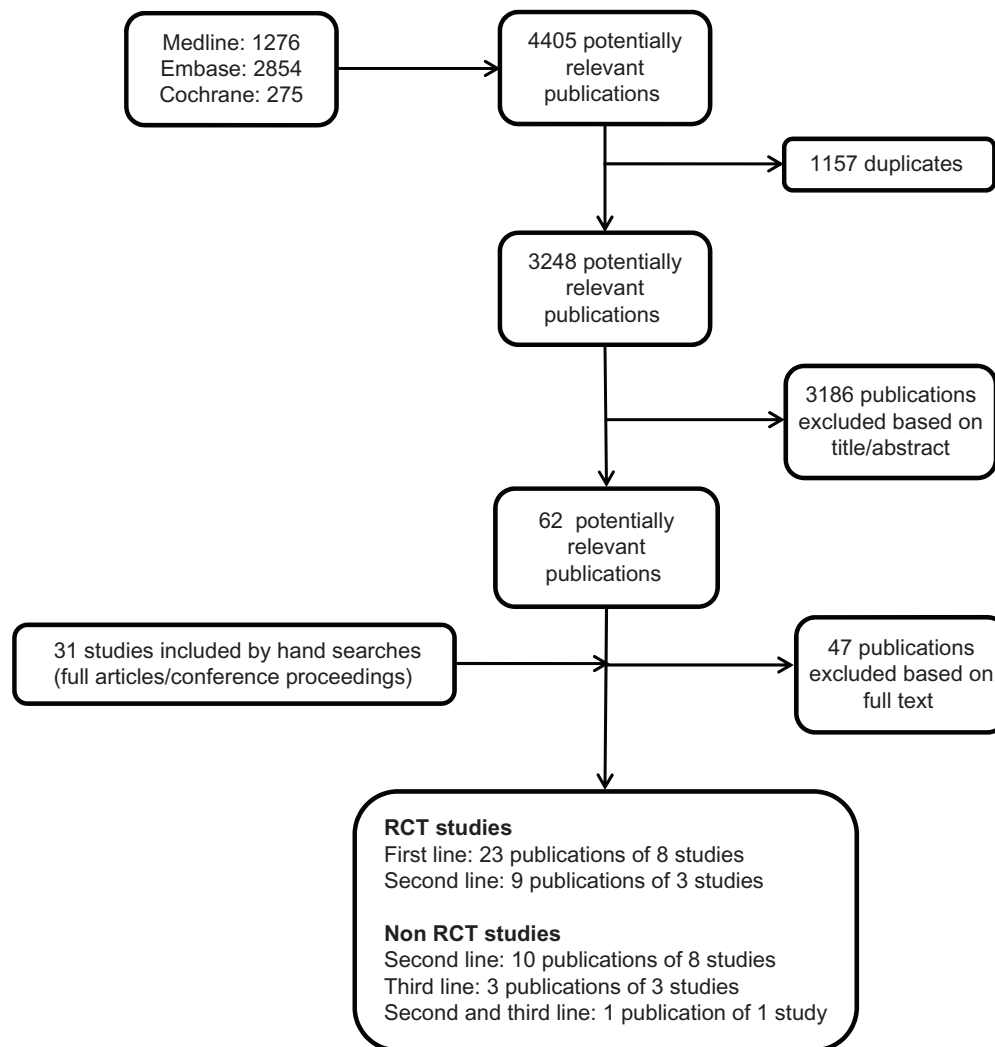 Medline: 1276
Embase: 2854
Cochrane: 275
4405 potentially
relevant
publications
1157 duplicates
3248 potentially
relevant
publications
3186 publications
excluded based on
title/abstract
62 potentially
relevant
publications
31 studies included by hand searches
(full articles/conference proceedings)
47 publications
excluded based on
full text
RCT studies
First line: 23 publications of 8 studies
Second line: 9 publications of 3 studies
Non RCT studies
Second line: 10 publications of 8 studies
Third line: 3 publications of 3 studies
Second and third line: 1 publication of 1 study